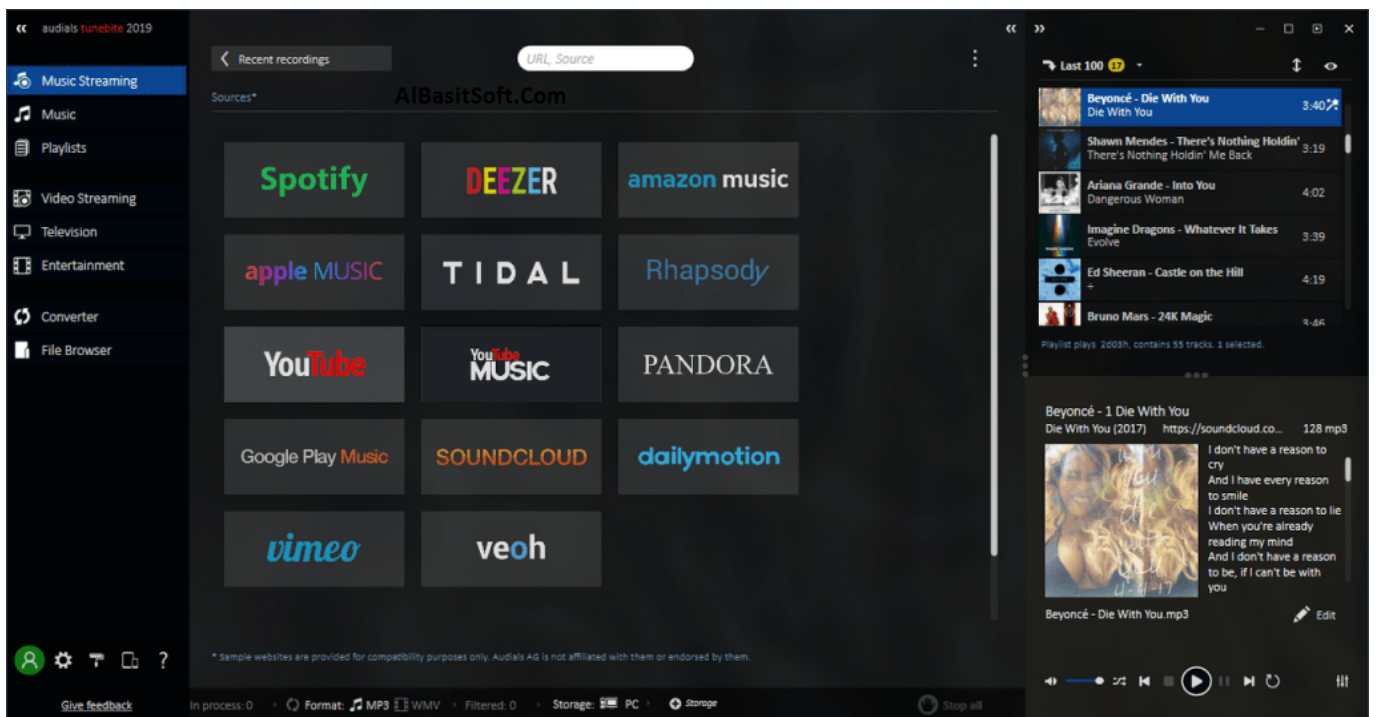 audials tunebite 2019
Music Streaming
Music
Playlists
Video Streaming
Television
Entertainment
Converter
File Browser
Give feedback
Recent recordings
URL, Source
Sources*
AlBasitSoft.Com
Spotify
DEEZER
amazon music
apple MUSIC
TIDAL
Rhapsody
YouTube
YouTube MUSIC
PANDORA
Google Play Music
SOUNDCLOUD
dailymotion
vimeo
veoh
* Sample websites are provided for compatibility purposes only. Audials AG is not affiliated with them or endorsed by them.
In process: 0 Format: MP3 WMV Filtered: 0 Storage: PC Storage Stop all
Last 100 17
Beyoncé - Die With You
Die With You 3:40
Shawn Mendes - There's Nothing Holdin'
There's Nothing Holdin' Me Back 3:19
Ariana Grande - Into You
Dangerous Woman 4:02
Imagine Dragons - Whatever It Takes
Evolve 3:39
Ed Sheeran - Castle on the Hill
÷ 4:19
Bruno Mars - 24K Magic
3:46
Playlist plays 2d03h, contains 55 tracks. 1 selected.
Beyoncé - 1 Die With You
Die With You (2017) https://soundcloud.co... 128 mp3
I don't have a reason to
cry
And I have every reason
to smile
I don't have a reason to lie
When you're already
reading my mind
And I don't have a reason
to be, if I can't be with
you
Beyoncé - Die With You.mp3
Edit